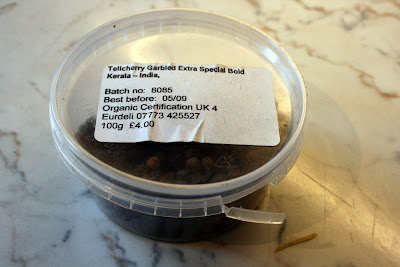 Tellcherry Garbled Extra Special Bold
Kerala – India,
Batch no: 8085
Best before: 05/09
Organic Certification UK 4
Eurdeli 07773 425527
100g £4.00